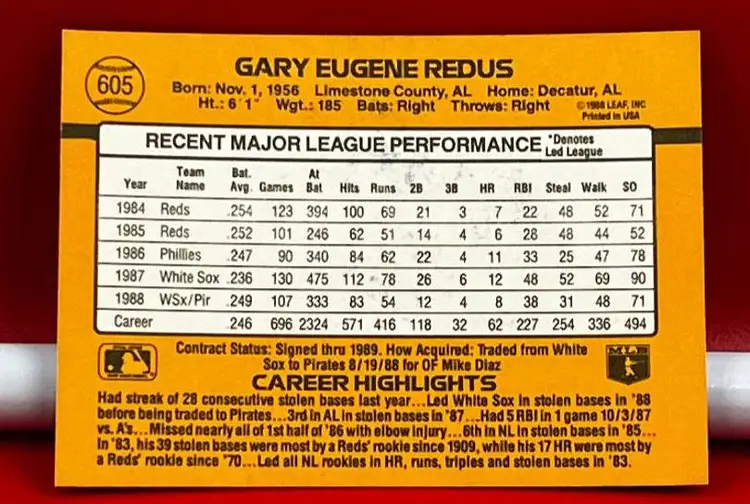 605
GARY EUGENE REDUS
Born: Nov. 1, 1956 Limestone County, AL Home: Decatur, AL
Ht.: 6'1" Wgt.: 185 Bats: Right Throws: Right
©1988 LEAF, INC
Printed in USA
RECENT MAJOR LEAGUE PERFORMANCE *Denotes Led League
Year Team Name Bat. Avg. Games At Bat Hits Runs 2B 3B HR RBI Steal Walk SO
1984 Reds .254 123 394 100 69 21 3 7 22 48 52 71
1985 Reds .252 101 246 62 51 14 4 6 28 48 44 52
1986 Phillies .247 90 340 84 62 22 4 11 33 25 47 78
1987 White Sox .236 130 475 112 78 26 6 12 48 52 69 90
1988 WSx/Pir .249 107 333 83 54 12 4 8 38 31 48 71
Career .246 696 2324 571 416 118 32 62 227 254 336 494
Contract Status: Signed thru 1989. How Acquired: Traded from White
Sox to Pirates 8/19/88 for OF Mike Diaz
MLB
CAREER HIGHLIGHTS
Had streak of 28 consecutive stolen bases last year...Led White Sox in stolen bases in '88
before being traded to Pirates...3rd in AL in stolen bases in '87...Had 5 RBI in 1 game 10/3/87
vs. A's...Missed nearly all of 1st half of '86 with elbow injury...6th in NL in stolen bases in '85...
In '83, his 39 stolen bases were most by a Reds' rookie since 1909, while his 17 HR were most by
a Reds' rookie since '70...Led all NL rookies in HR, runs, triples and stolen bases in '83.